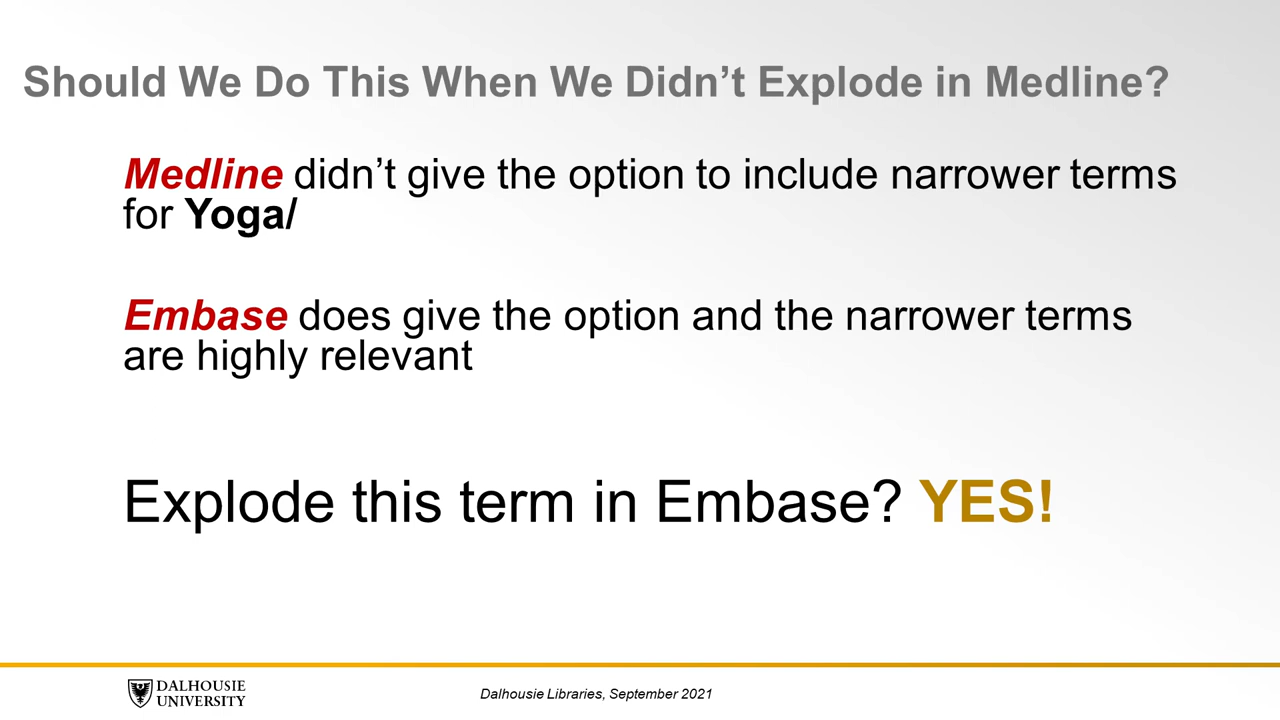 Should We Do This When We Didn’t Explode in Medline?
Medline didn’t give the option to include narrower terms
for Yoga/
Embase does give the option and the narrower terms
are highly relevant
Explode this term in Embase? YES!
DALHOUSIE
UNIVERSITY
Dalhousie Libraries, September 2021